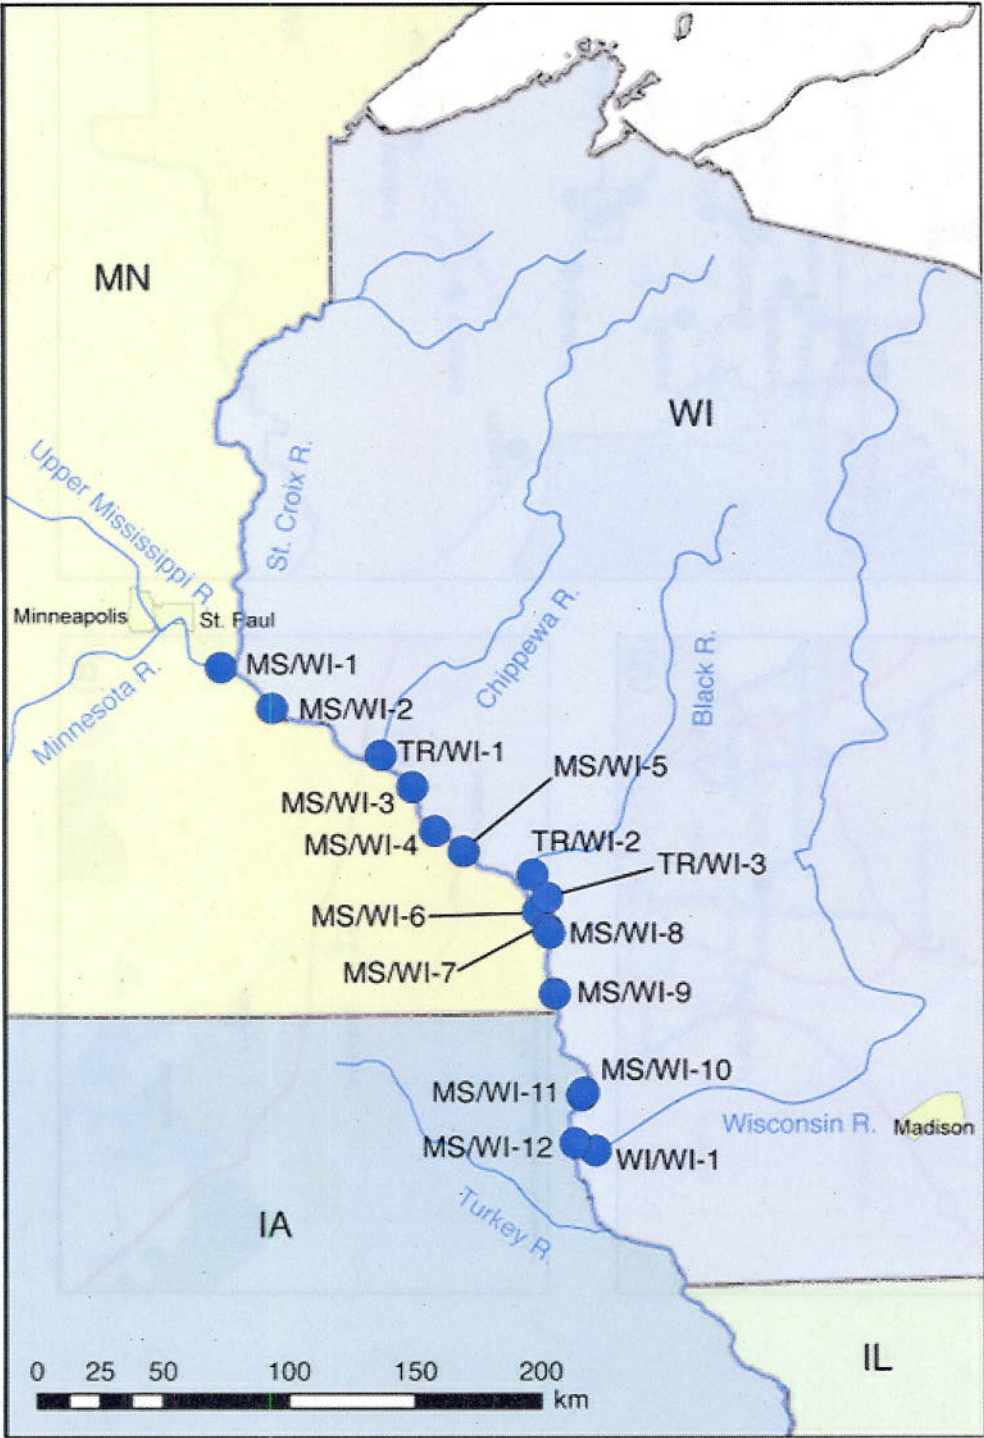 MN
WI
Upper Mississippi R.
St. Croix R.
Minneapolis
St. Paul
Minnesota R.
Chippewa R.
Black R.
MS/WI-1
MS/WI-2
TR/WI-1
MS/WI-5
MS/WI-3
MS/WI-4
TR/WI-2
TR/WI-3
MS/WI-6
MS/WI-8
MS/WI-7
MS/WI-9
MS/WI-10
MS/WI-11
Wisconsin R.
Madison
MS/WI-12
WI/WI-1
Turkey R.
IA
IL
0 25 50 100 150 200
km